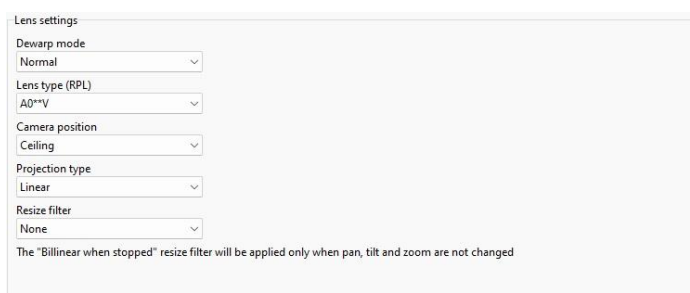 Lens settings
Dewarp mode
Normal
Lens type (RPL)
A0**V
Camera position
Ceiling
Projection type
Linear
Resize filter
None
The "Billinear when stopped" resize filter will be applied only when pan, tilt and zoom are not changed